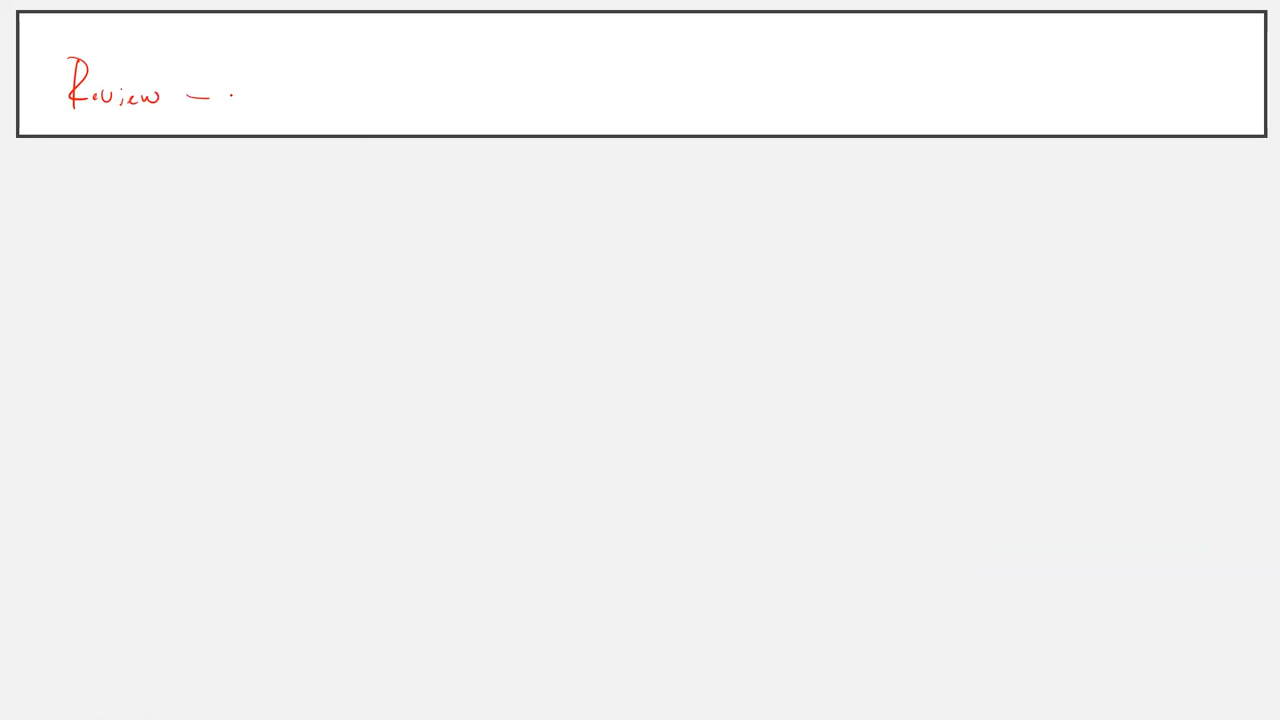 Review – .